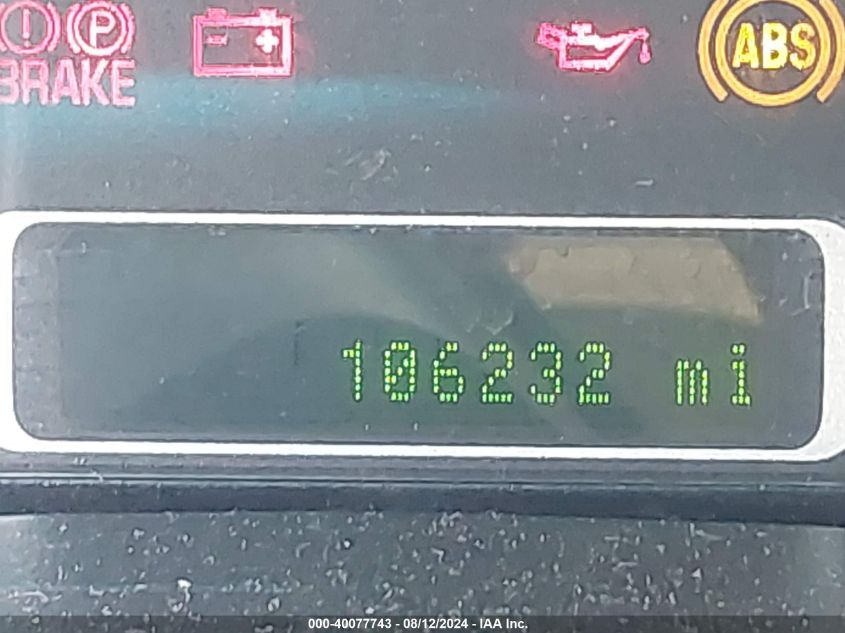 (!) (P)
BRAKE
- +
ABS
106232 mi
000-40077743 - 08/12/2024 - IAA Inc.